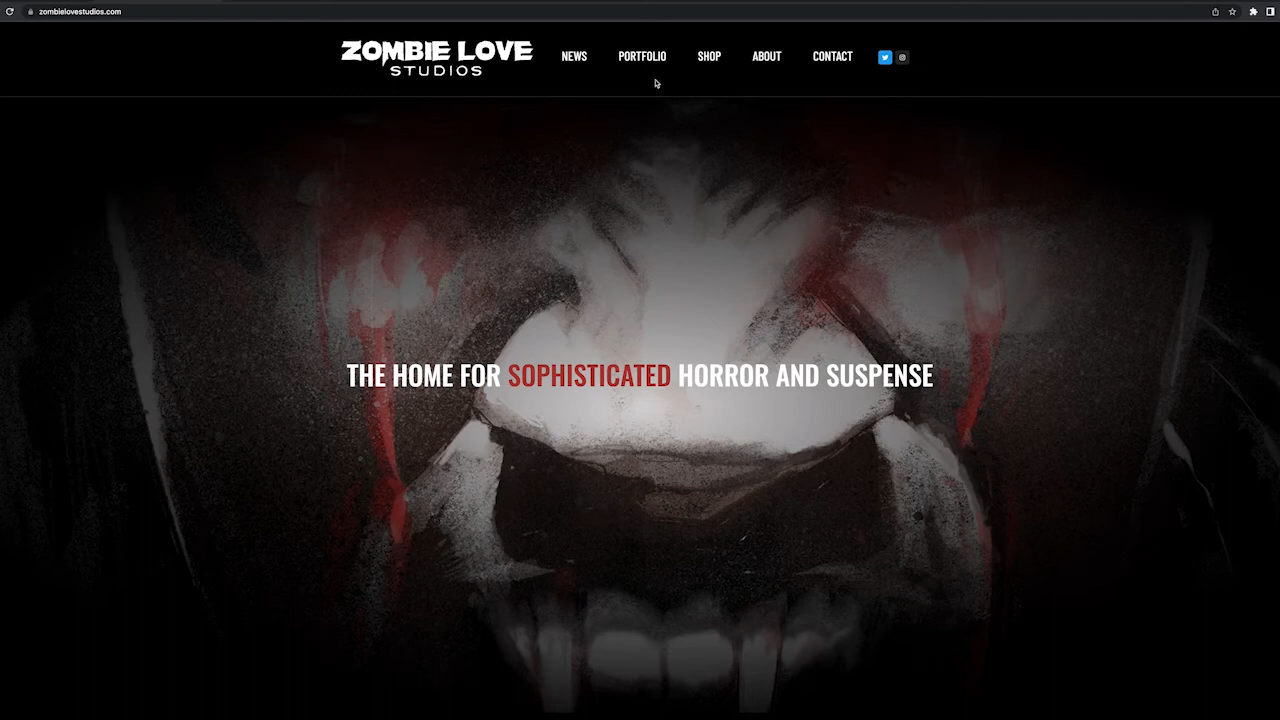 zombielovestudios.com
ZOMBIE LOVE
STUDIOS
NEWS
PORTFOLIO
SHOP
ABOUT
CONTACT
THE HOME FOR SOPHISTICATED HORROR AND SUSPENSE